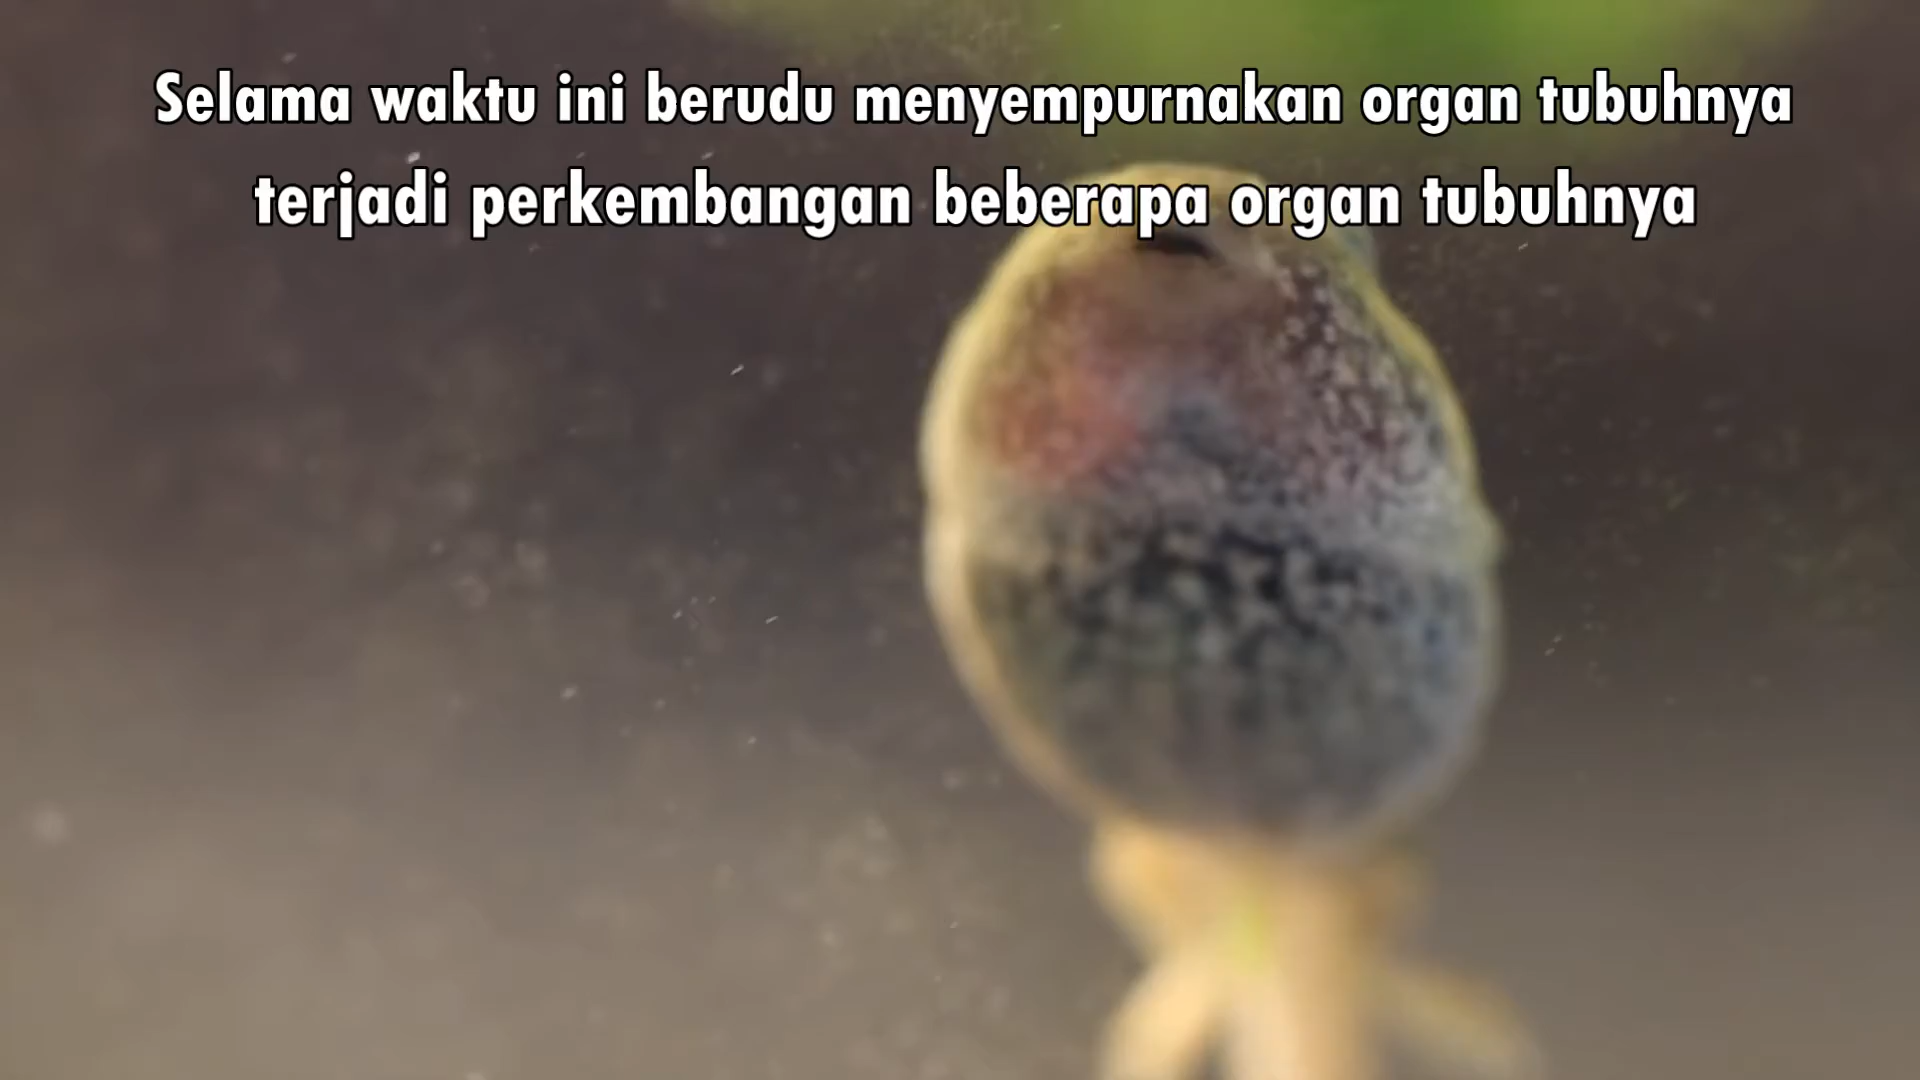 Selama waktu ini berudu menyempurnakan organ tubuhnya
terjadi perkembangan beberapa organ tubuhnya